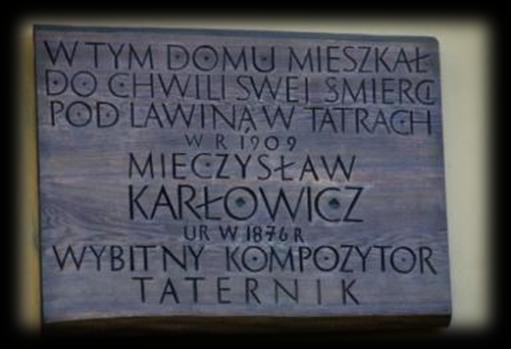 W TYM DOMU MIESZKAŁ
DO CHWILI SWEJ ŚMIERCI
POD LAWINĄ W TATRACH
W R 1909
MIECZYSŁAW
KARŁOWICZ
UR W 1876 R
WYBITNY KOMPOZYTOR
TATERNIK